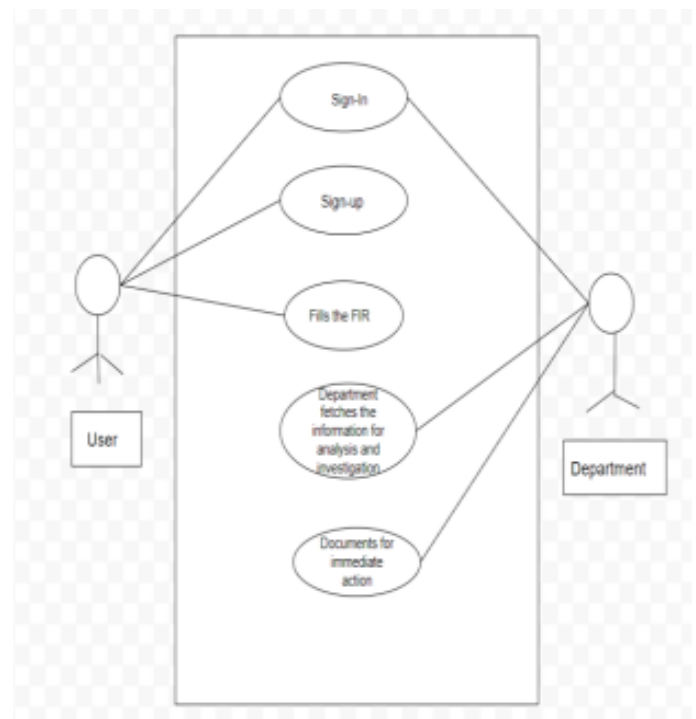 Sign-In
Sign-up
Fills the FIR
Department
fetches the
information for
analysis and
investigation
Documents for
immediate
action
User
Department